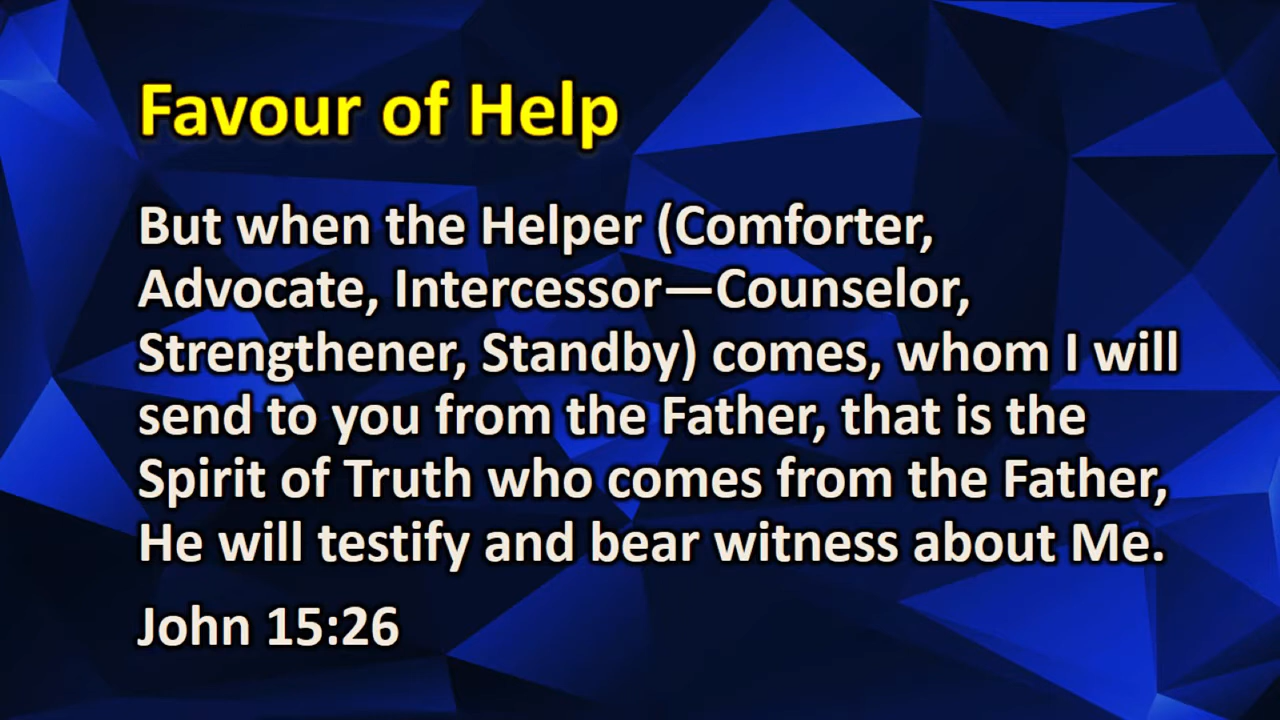 Favour of Help
But when the Helper (Comforter,
Advocate, Intercessor—Counselor,
Strengthener, Standby) comes, whom I will
send to you from the Father, that is the
Spirit of Truth who comes from the Father,
He will testify and bear witness about Me.
John 15:26